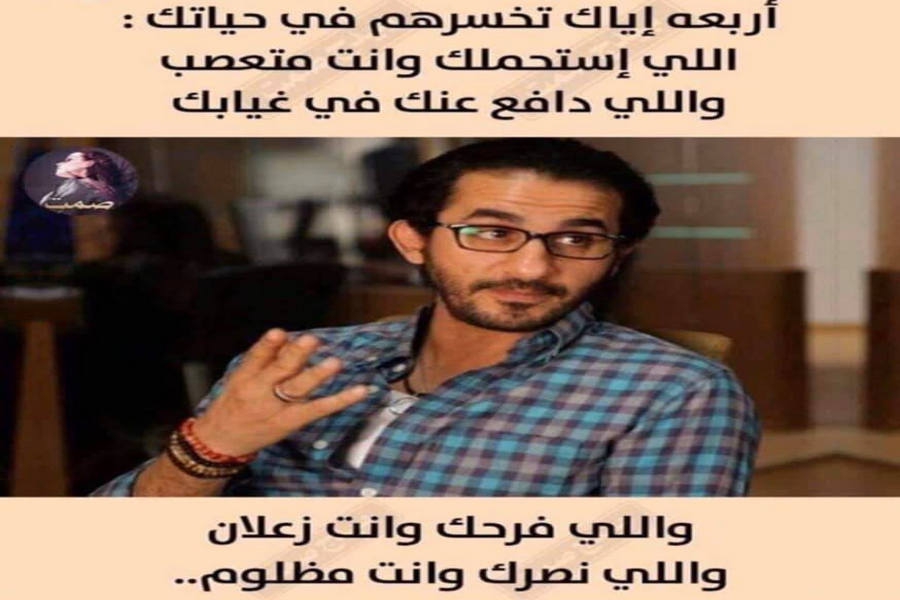 أربعه إياك تخسرهم في حياتك :
اللي إستحملك وانت متعصب
واللي دافع عنك في غيابك
صمت
واللي فرحك وانت زعلان
واللي نصرك وانت مظلوم..